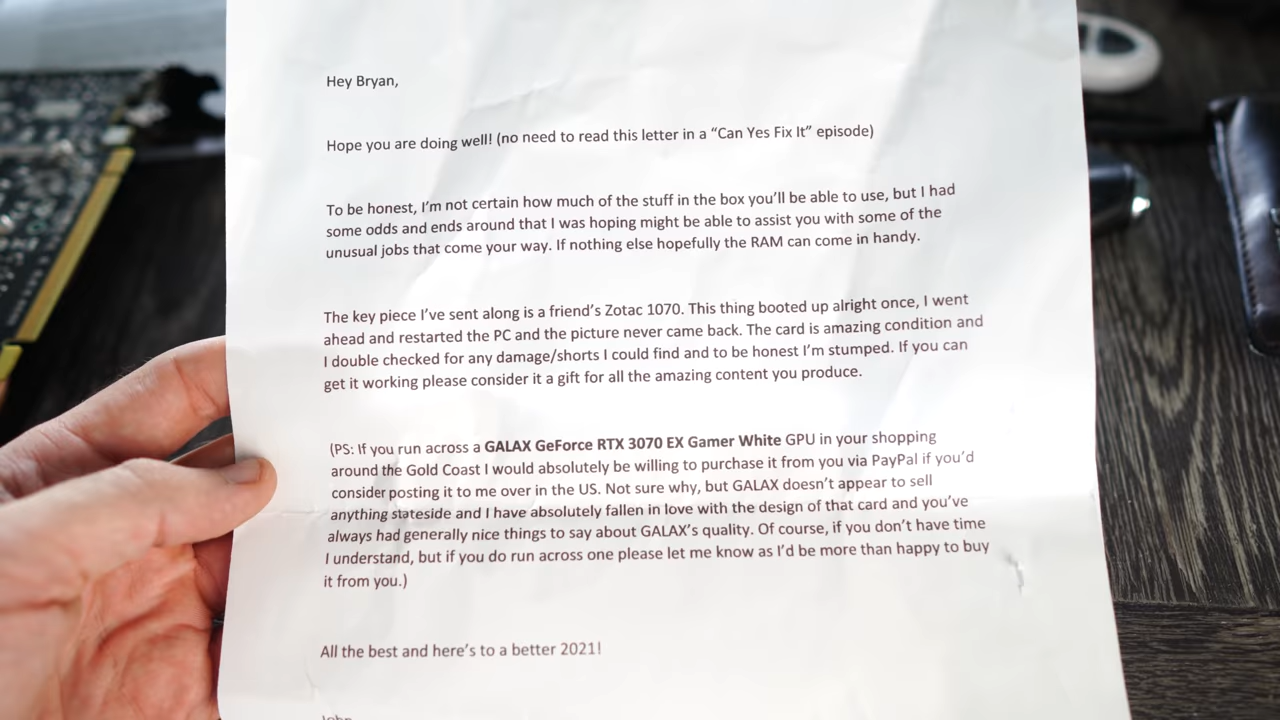 Hey Bryan,
Hope you are doing well! (no need to read this letter in a “Can Yes Fix It” episode)
To be honest, I’m not certain how much of the stuff in the box you’ll be able to use, but I had
some odds and ends around that I was hoping might be able to assist you with some of the
unusual jobs that come your way. If nothing else hopefully the RAM can come in handy.
The key piece I’ve sent along is a friend’s Zotac 1070. This thing booted up alright once, I went
ahead and restarted the PC and the picture never came back. The card is amazing condition and
I double checked for any damage/shorts I could find and to be honest I’m stumped. If you can
get it working please consider it a gift for all the amazing content you produce.
(PS: If you run across a GALAX GeForce RTX 3070 EX Gamer White GPU in your shopping
around the Gold Coast I would absolutely be willing to purchase it from you via PayPal if you’d
consider posting it to me over in the US. Not sure why, but GALAX doesn’t appear to sell
anything stateside and I have absolutely fallen in love with the design of that card and you’ve
always had generally nice things to say about GALAX’s quality. Of course, if you don’t have time
I understand, but if you do run across one please let me know as I’d be more than happy to buy
it from you.)
All the best and here’s to a better 2021!